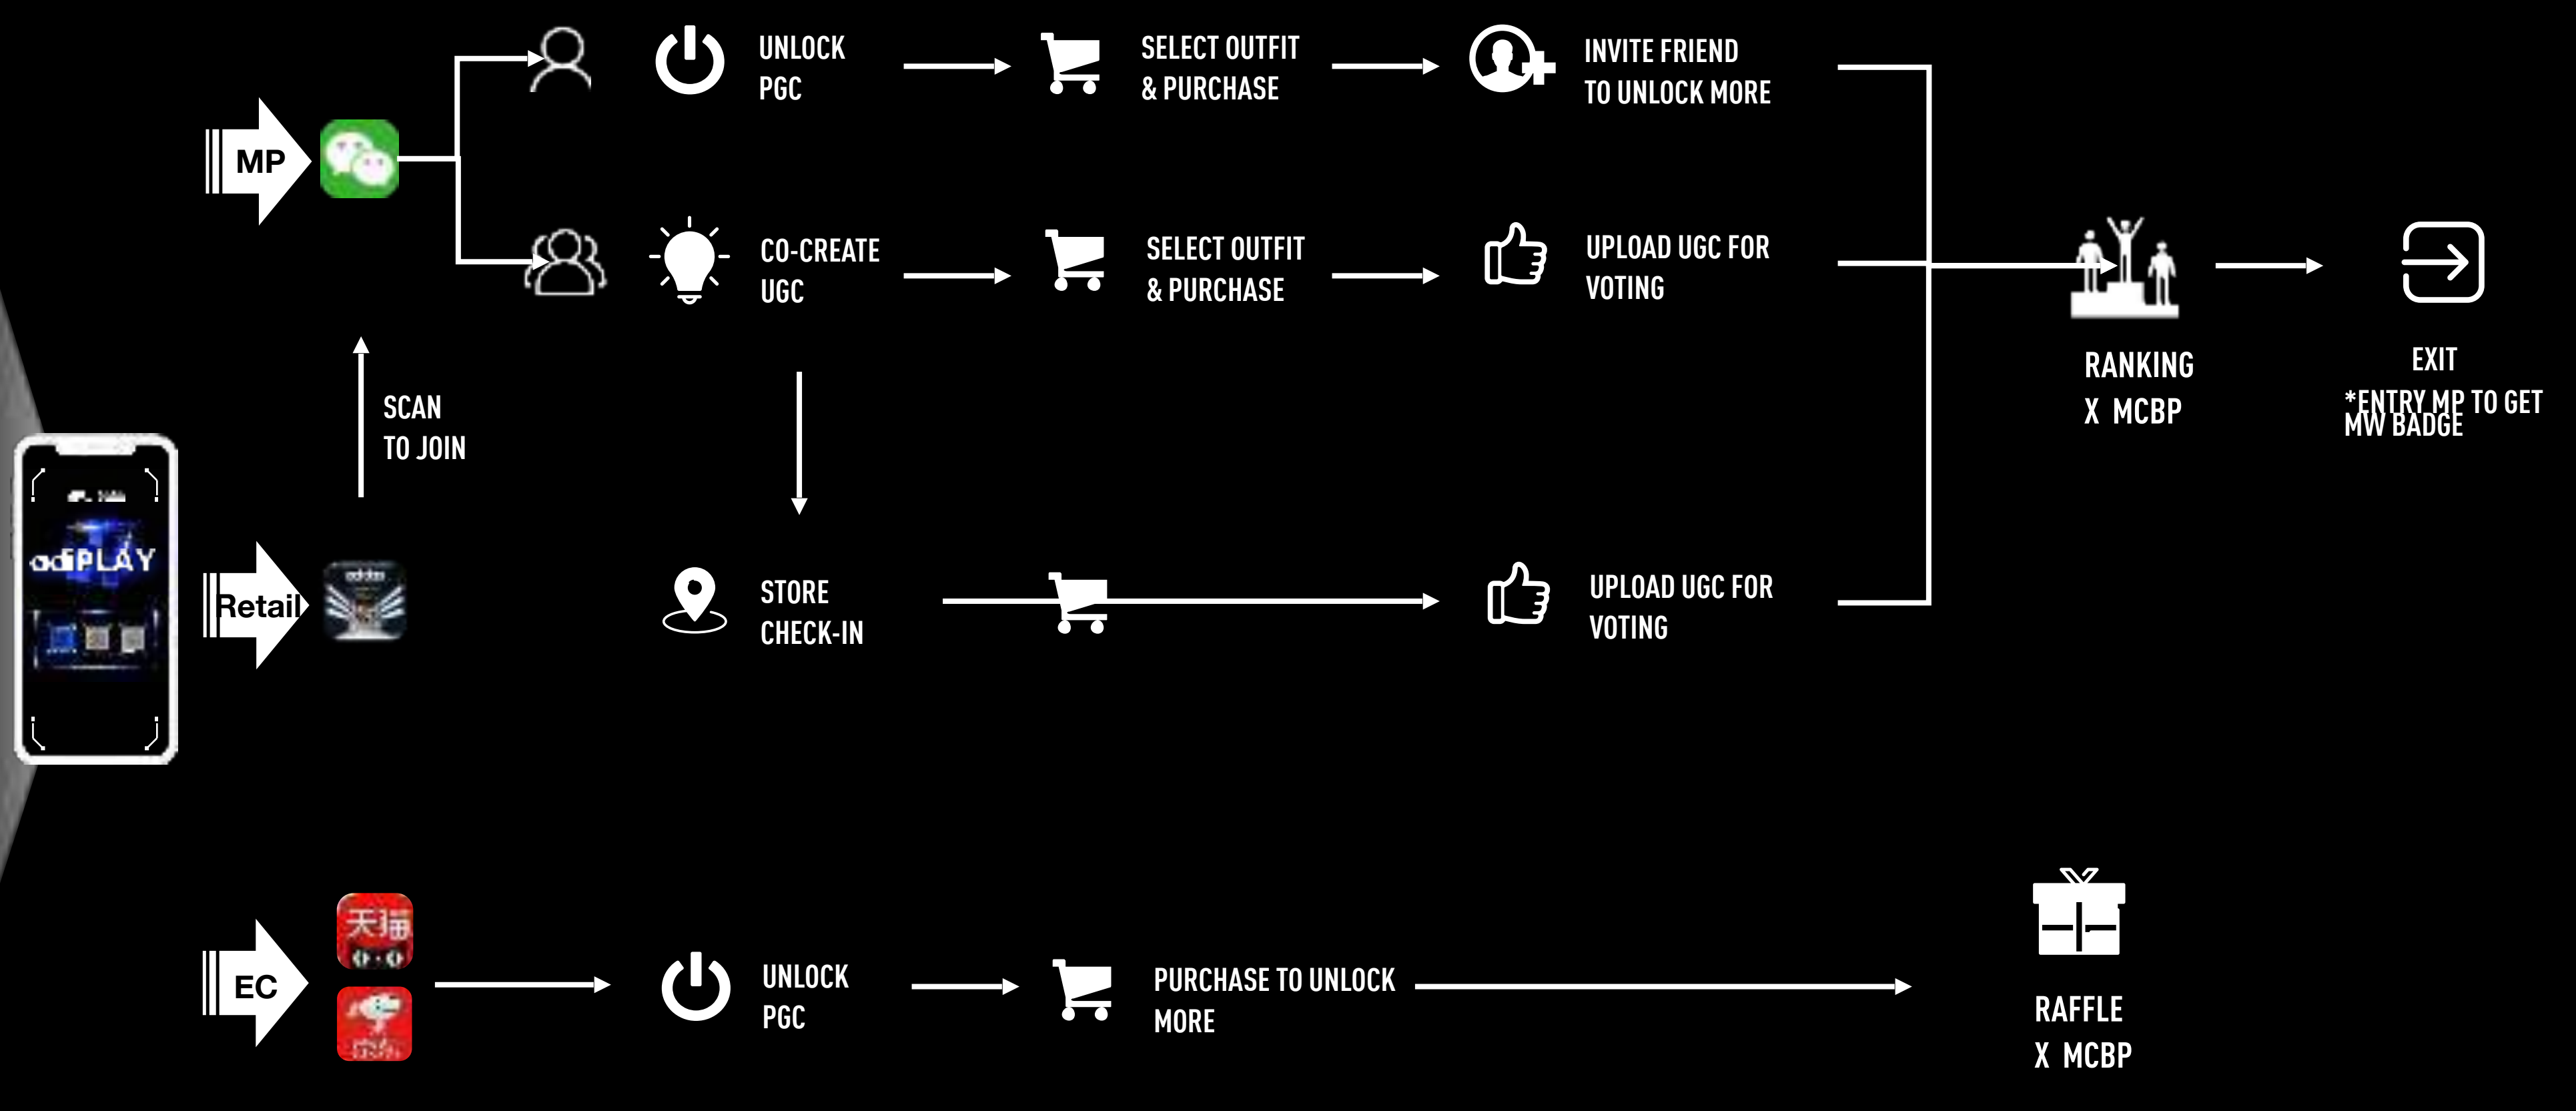 UNLOCK
PGC
SELECT OUTFIT
& PURCHASE
INVITE FRIEND
TO UNLOCK MORE
MP
CO-CREATE
UGC
SELECT OUTFIT
& PURCHASE
UPLOAD UGC FOR
VOTING
RANKING
X MCBP
EXIT
*ENTRY MP TO GET
MW BADGE
SCAN
TO JOIN
adiPLAY
Retail
adidas
STORE
CHECK-IN
UPLOAD UGC FOR
VOTING
EC
天猫
UNLOCK
PGC
PURCHASE TO UNLOCK
MORE
RAFFLE
X MCBP